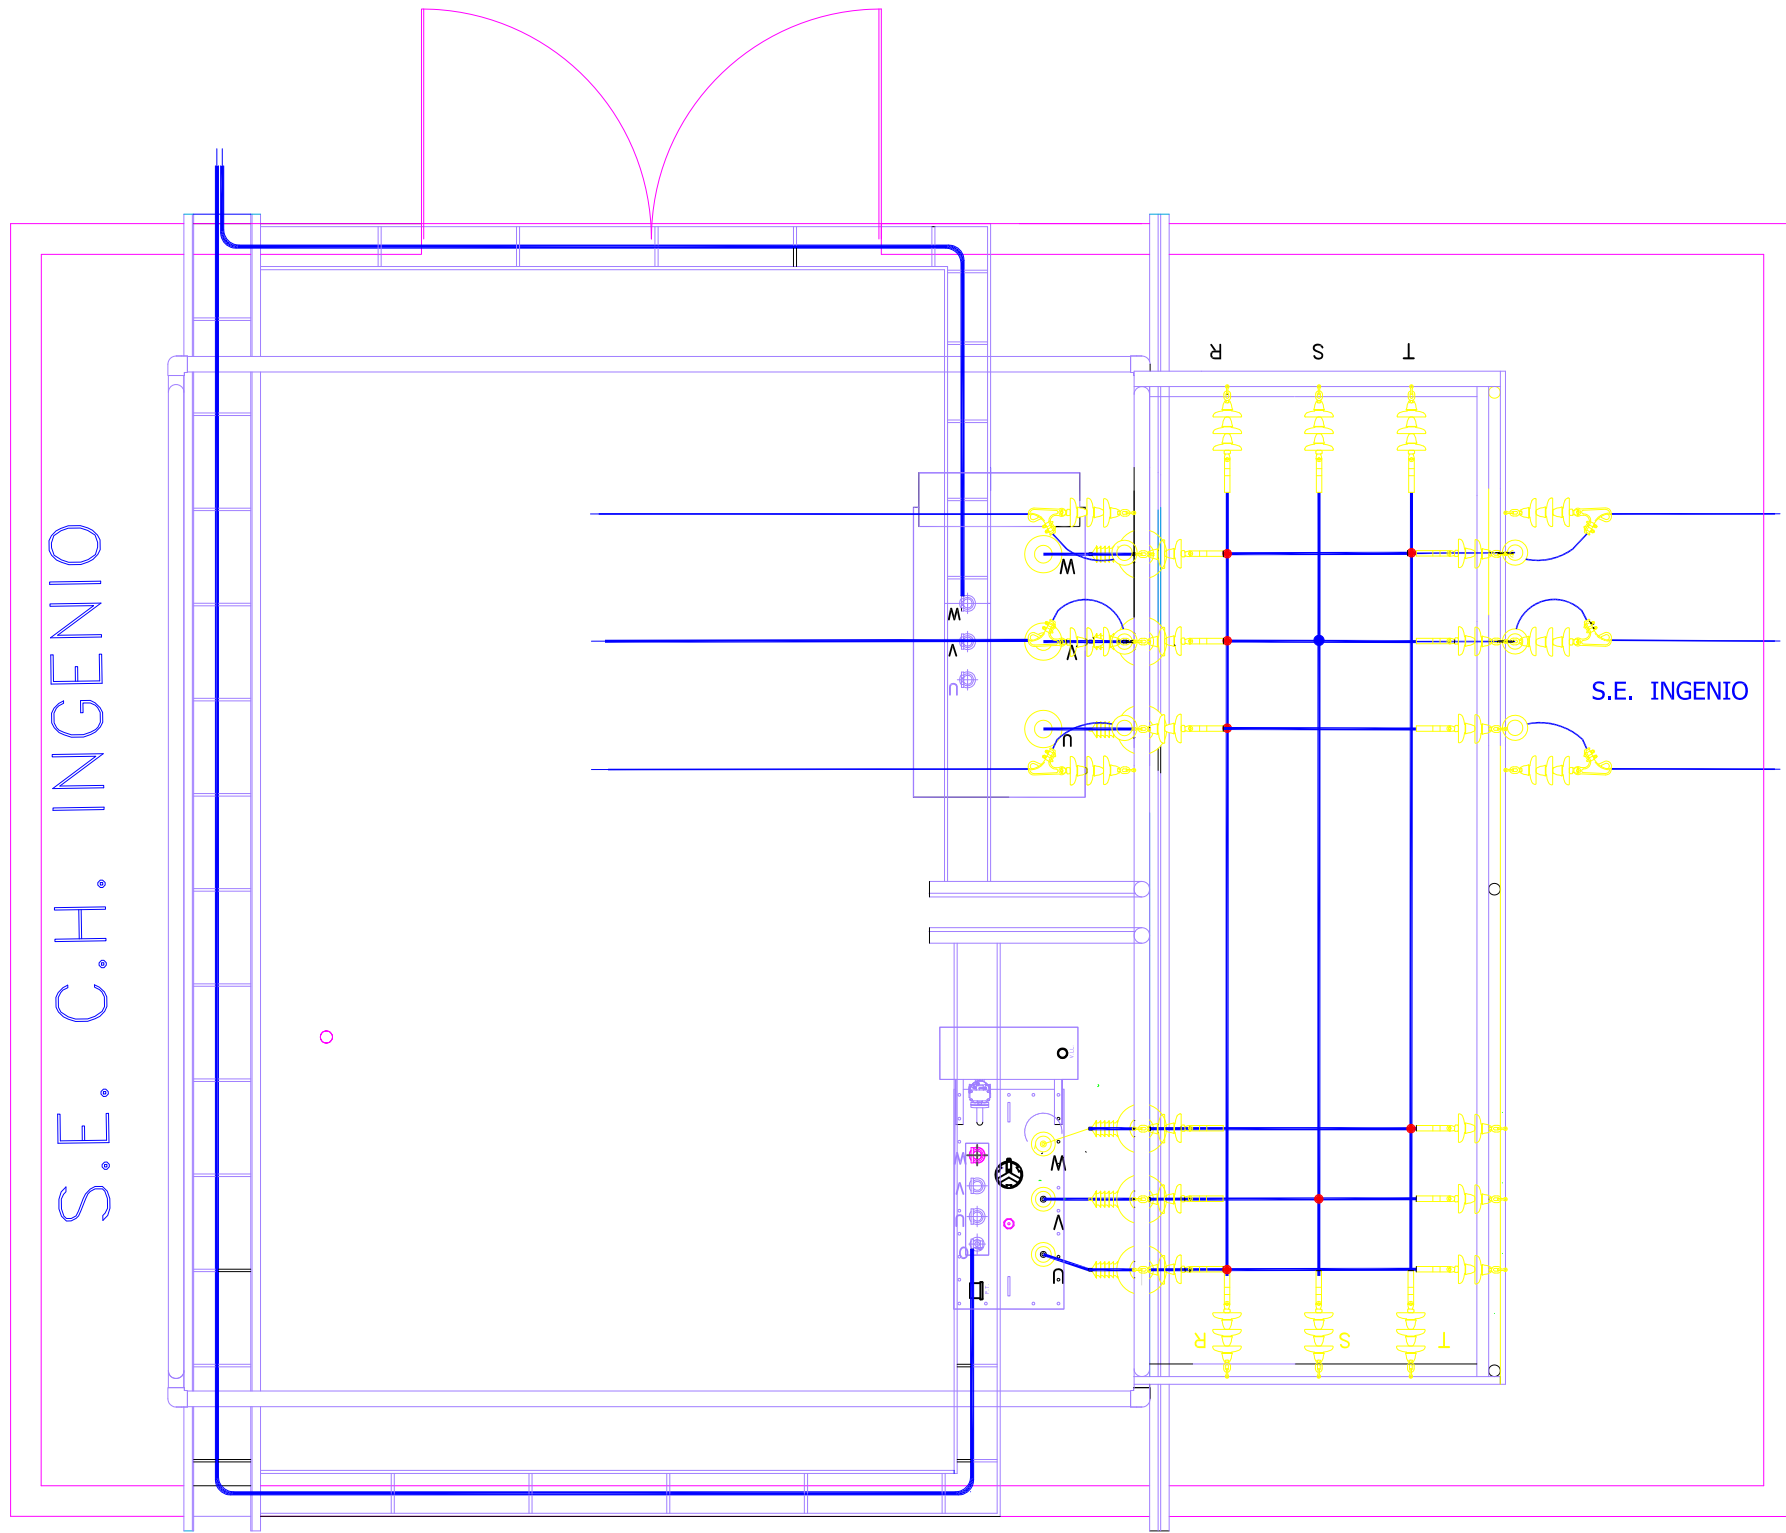 S.E. C.H. INGENIO
R S T
W
W
V
V
U
U
S.E. INGENIO
W W
V V
U
O U
R S T